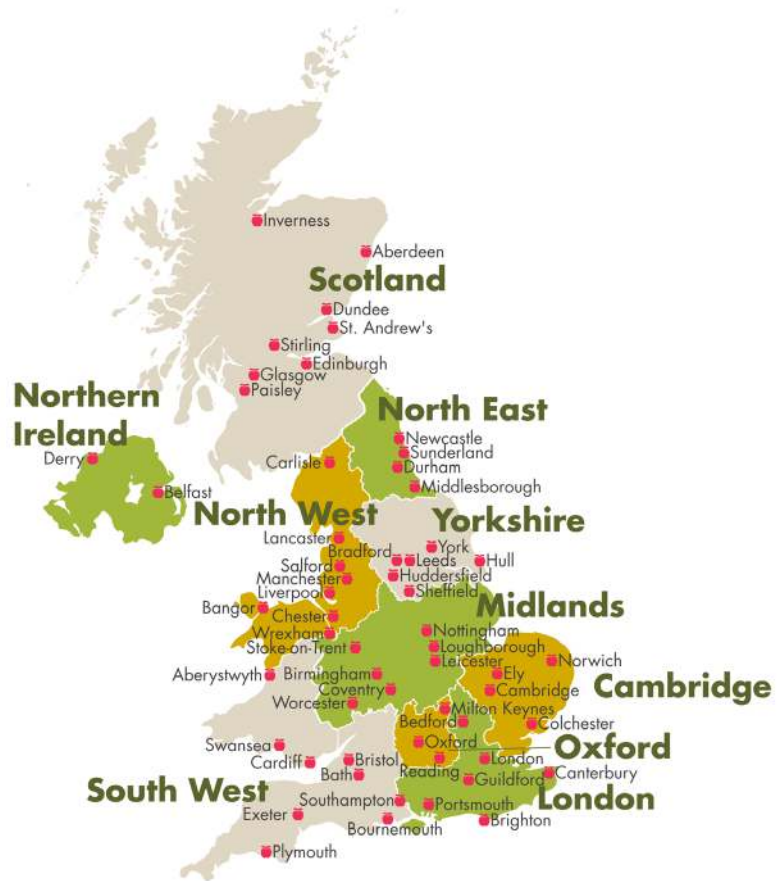 Inverness
Aberdeen
Scotland
Dundee
St. Andrew's
Stirling
Edinburgh
Glasgow
Paisley
Northern
Ireland
North East
Newcastle
Sunderland
Durham
Derry
Carlisle
Middlesborough
Belfast
North West
Yorkshire
Lancaster
Bradford
York
Salford
Leeds
Hull
Manchester
Huddersfield
Liverpool
Sheffield
Bangor
Chester
Midlands
Wrexham
Nottingham
Stoke-on-Trent
Loughborough
Leicester
Norwich
Aberystwyth
Birmingham
Ely
Coventry
Cambridge
Cambridge
Worcester
Milton Keynes
Bedford
Colchester
Swansea
Oxford
Oxford
Cardiff
Bristol
London
Bath
Reading
Canterbury
Guildford
South West
Southampton
Portsmouth
London
Exeter
Bournemouth
Brighton
Plymouth